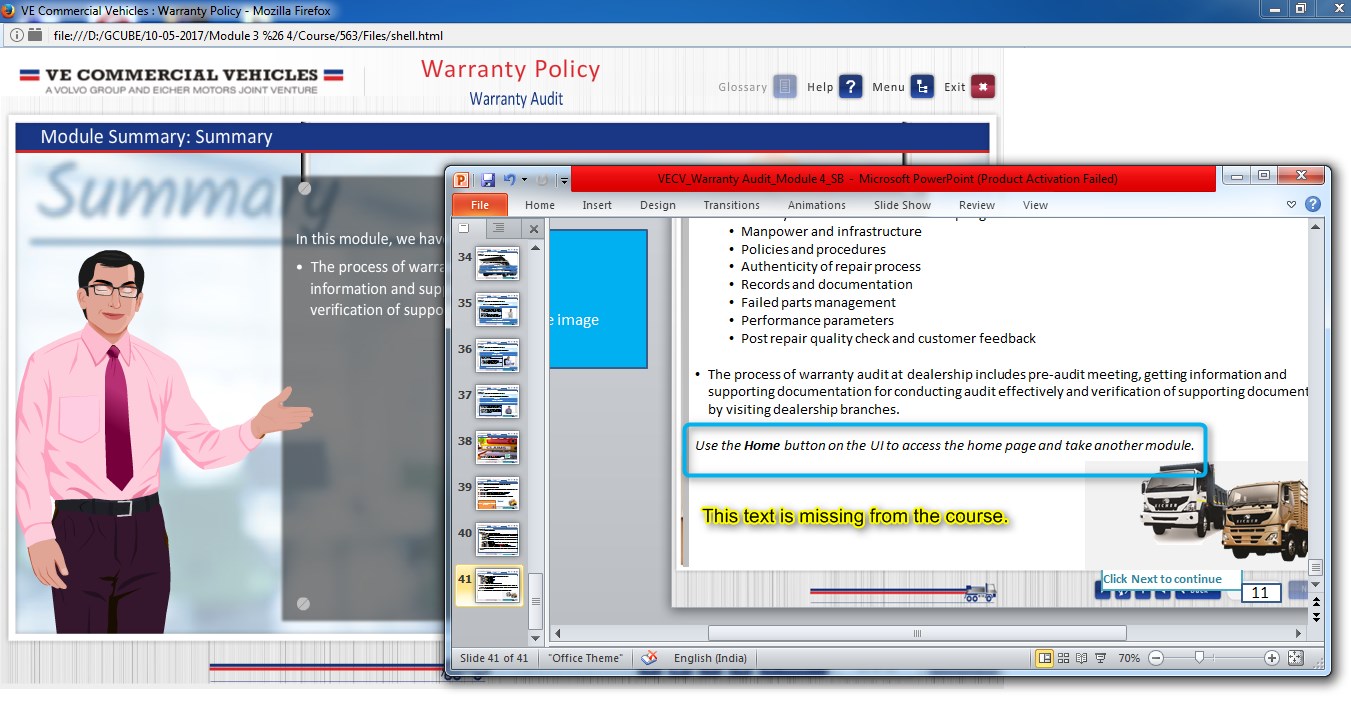 VE Commercial Vehicles : Warranty Policy - Mozilla Firefox
file:///D:/GCUBE/10-05-2017/Module 3 %26 4/Course/563/Files/shell.html
VE COMMERCIAL VEHICLES
A VOLVO GROUP AND EICHER MOTORS JOINT VENTURE
Warranty Policy
Warranty Audit
Glossary Help ? Menu Exit
Module Summary: Summary
Summary
In this module, we have
• The process of warra
information and sup
verification of suppo
VECV_Warranty Audit_Module 4_SB - Microsoft PowerPoint (Product Activation Failed)
File Home Insert Design Transitions Animations Slide Show Review View
34
35
36
37
38
39
40
41
e image
• Manpower and infrastructure
• Policies and procedures
• Authenticity of repair process
• Records and documentation
• Failed parts management
• Performance parameters
• Post repair quality check and customer feedback
• The process of warranty audit at dealership includes pre-audit meeting, getting information and
supporting documentation for conducting audit effectively and verification of supporting document
by visiting dealership branches.
Use the Home button on the UI to access the home page and take another module.
This text is missing from the course.
Click Next to continue
11
Slide 41 of 41 "Office Theme" English (India) 70%